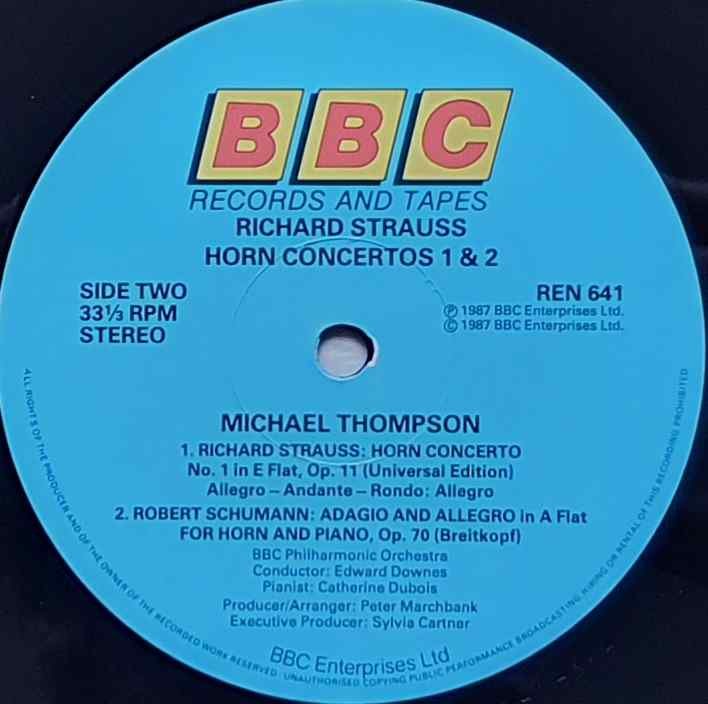 BBC
RECORDS AND TAPES
RICHARD STRAUSS
HORN CONCERTOS 1 & 2
SIDE TWO
33⅓ RPM
STEREO
REN 641
℗ 1987 BBC Enterprises Ltd.
© 1987 BBC Enterprises Ltd.
MICHAEL THOMPSON
1. RICHARD STRAUSS: HORN CONCERTO
No. 1 in E Flat, Op. 11 (Universal Edition)
Allegro – Andante – Rondo: Allegro
2. ROBERT SCHUMANN: ADAGIO AND ALLEGRO in A Flat
FOR HORN AND PIANO, Op. 70 (Breitkopf)
BBC Philharmonic Orchestra
Conductor: Edward Downes
Pianist: Catherine Dubois
Producer/Arranger: Peter Marchbank
Executive Producer: Sylvia Cartner
BBC Enterprises Ltd
ALL RIGHTS OF THE PRODUCER AND OF THE OWNER OF THE RECORDED WORK RESERVED · UNAUTHORISED COPYING PUBLIC PERFORMANCE BROADCASTING HIRING OR RENTAL OF THIS RECORDING PROHIBITED